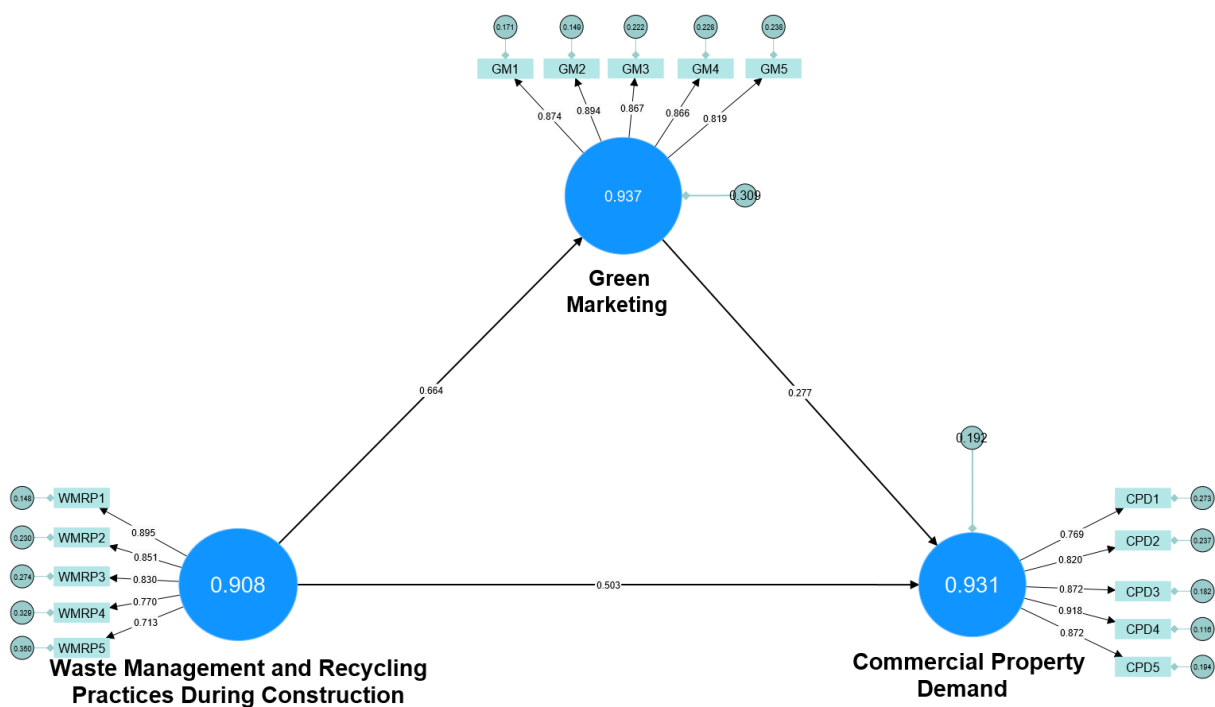 0.171 0.149 0.222 0.228 0.238
GM1 GM2 GM3 GM4 GM5
0.874 0.894 0.867 0.866 0.819
0.937
0.309
Green
Marketing
0.664
0.277
0.192
0.148 WMRP1
0.895
0.230 WMRP2
0.851
0.274 WMRP3
0.830
0.329 WMRP4
0.770
0.350 WMRP5
0.713
0.908
Waste Management and Recycling
Practices During Construction
0.503
0.931
Commercial Property
Demand
0.769
CPD1 0.273
0.820
CPD2 0.237
0.872
CPD3 0.182
0.918
CPD4 0.116
0.872
CPD5 0.194